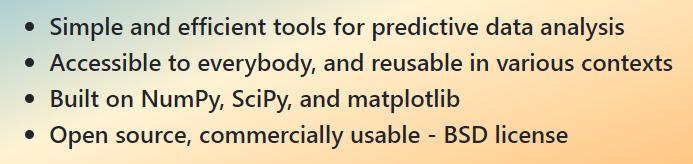 • Simple and efficient tools for predictive data analysis
• Accessible to everybody, and reusable in various contexts
• Built on NumPy, SciPy, and matplotlib
• Open source, commercially usable - BSD license